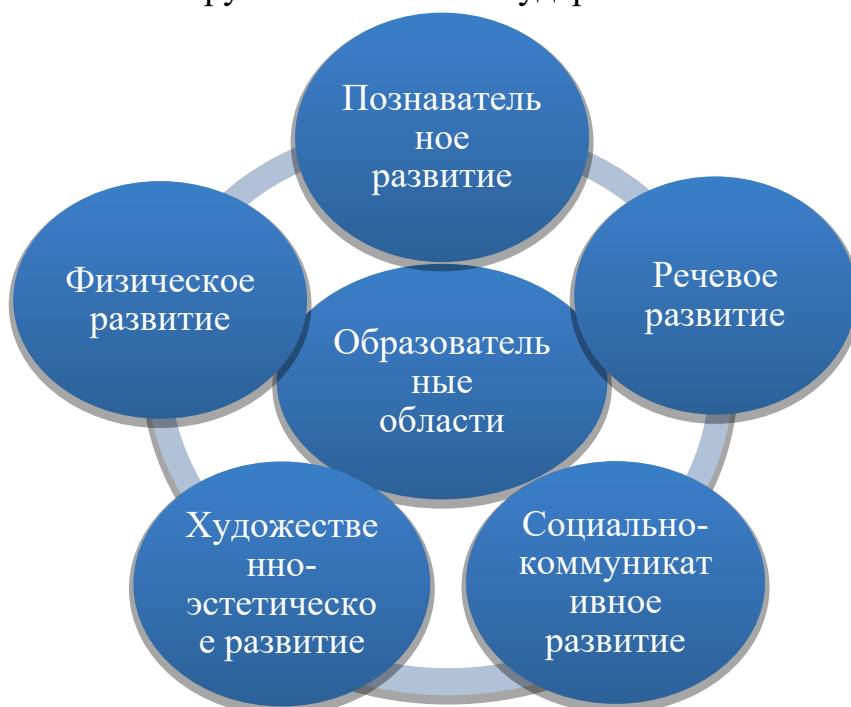 Познаватель
ное
развитие
Физическое
развитие
Речевое
развитие
Образователь
ные
области
Художестве
нно-
эстетическо
е развитие
Социально-
коммуникат
ивное
развитие